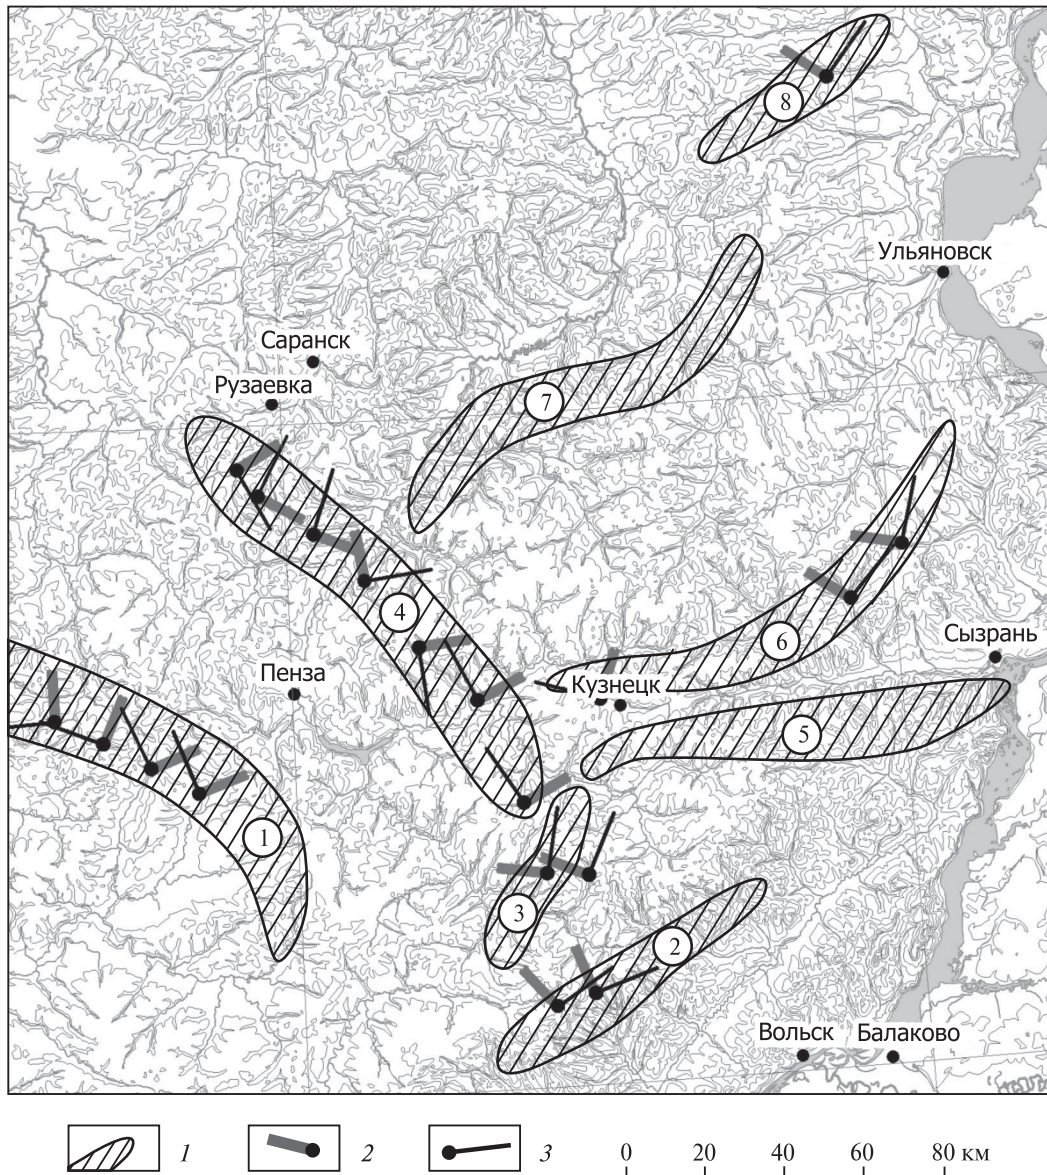 8
Ульяновск
Саранск
Рузаевка
7
4
6
Сызрань
Пенза
Кузнецк
5
1
3
2
Вольск Балаково
1 2 3 0 20 40 60 80 км